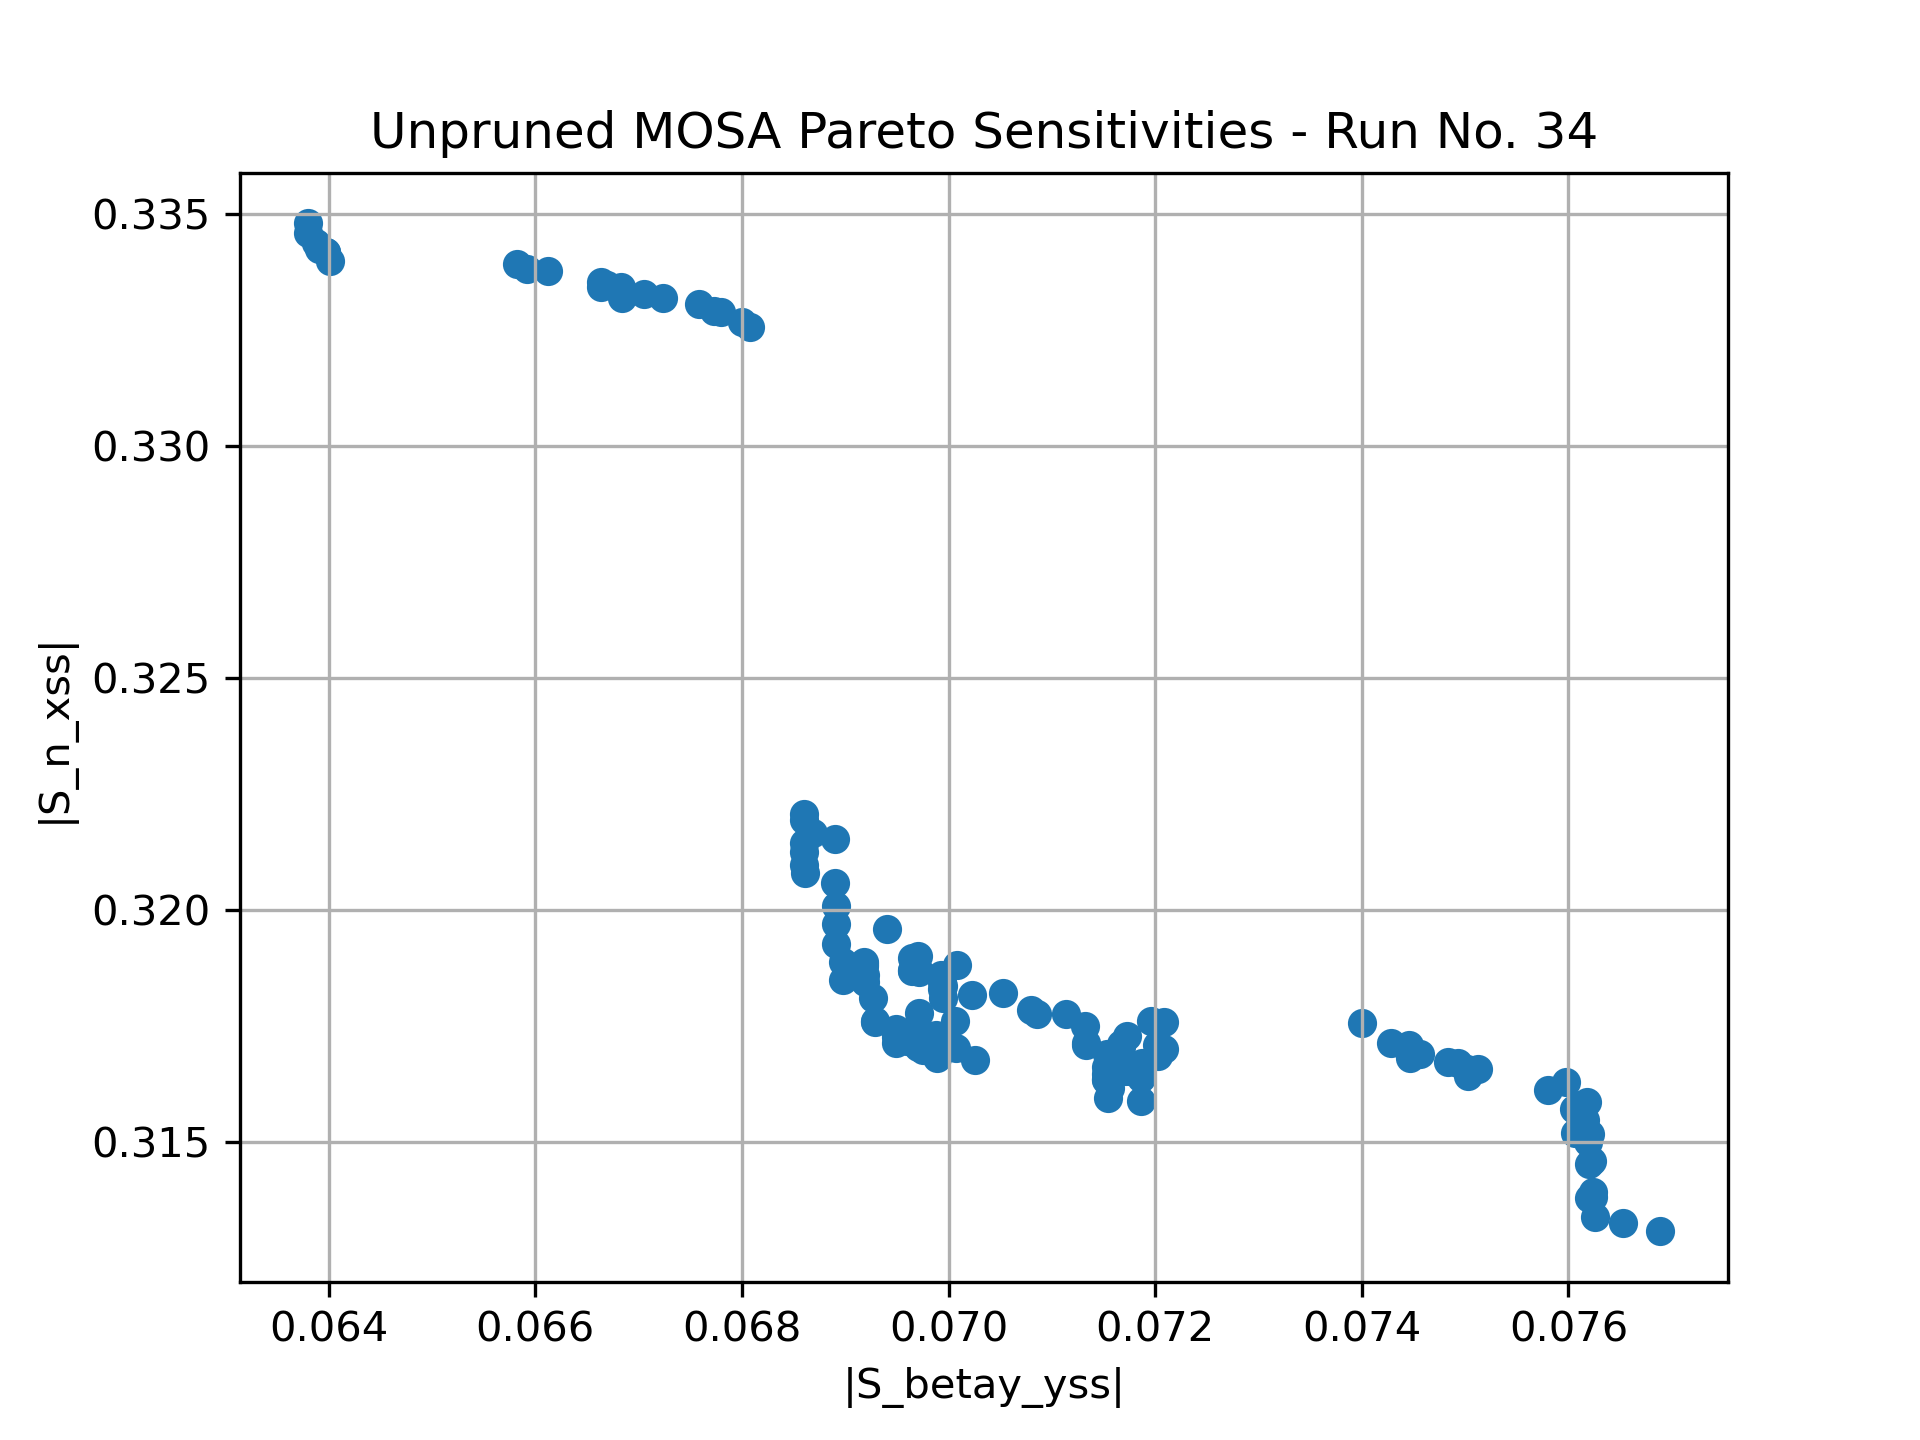 Unpruned MOSA Pareto Sensitivities - Run No. 34
0.335
0.330
0.325
0.320
0.315
|S_n_xss|
0.064 0.066 0.068 0.070 0.072 0.074 0.076
|S_betay_yss|